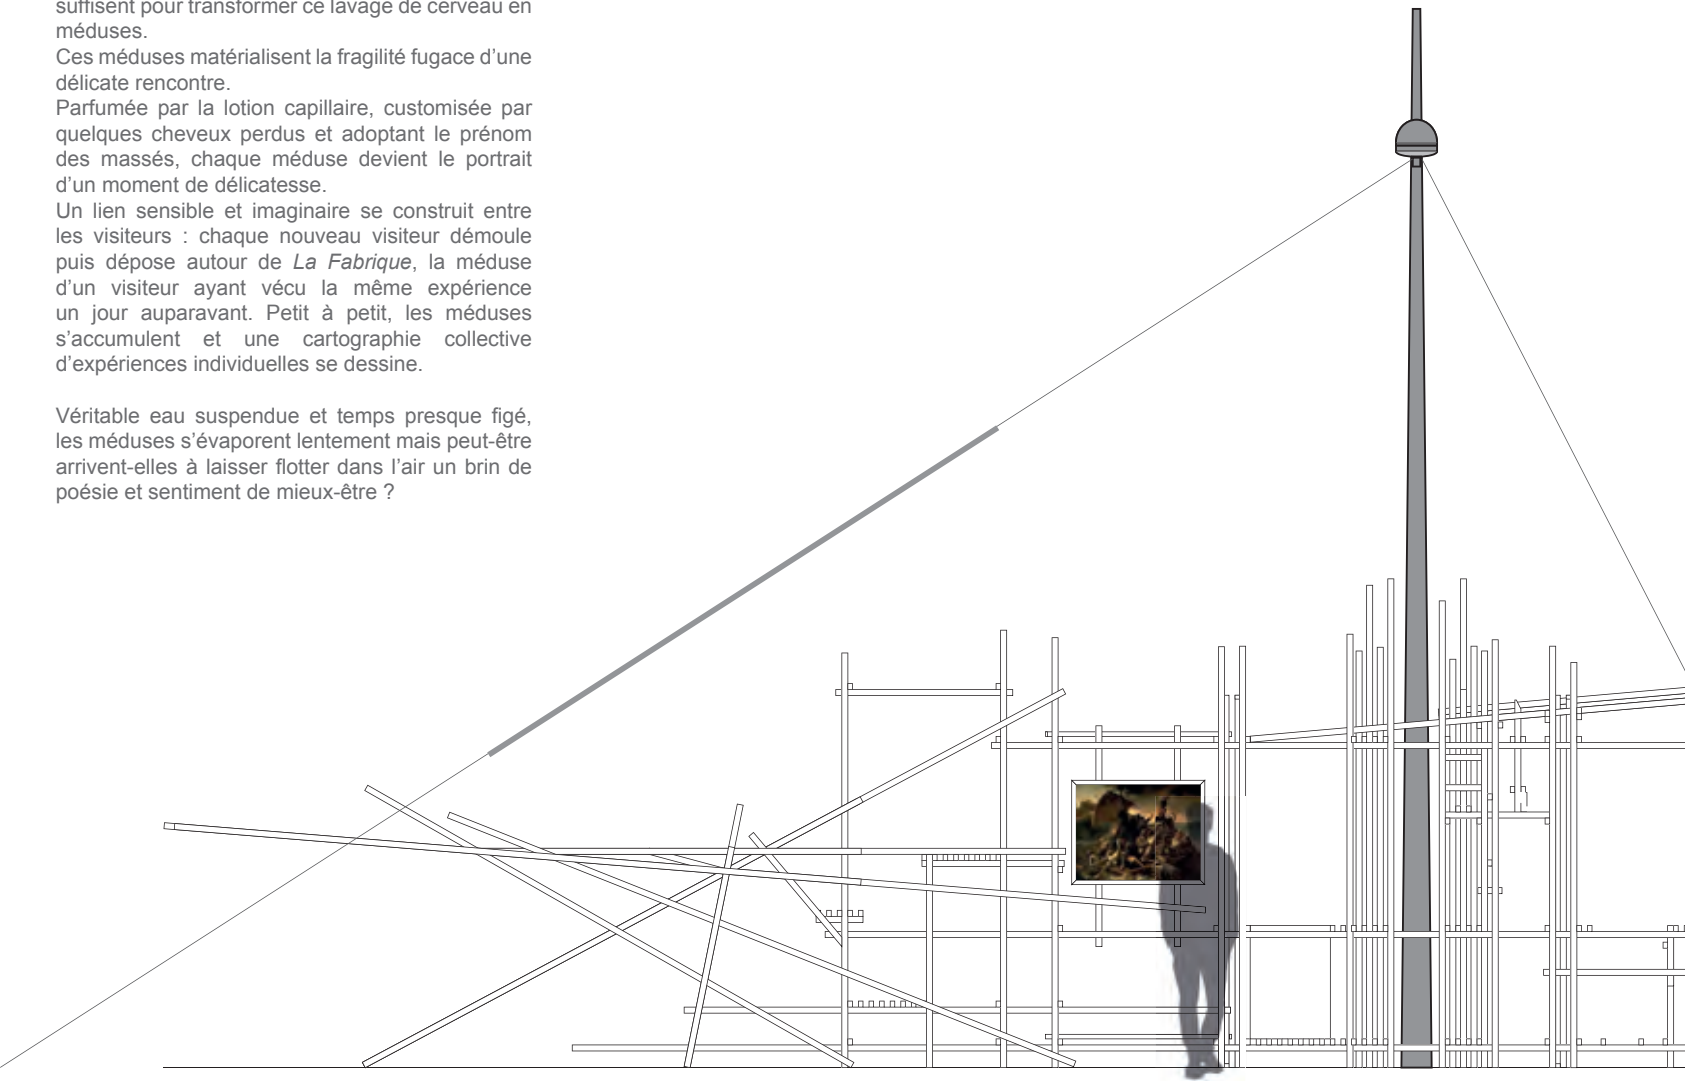 suffisent pour transformer ce lavage de cerveau en
méduses.
Ces méduses matérialisent la fragilité fugace d’une
délicate rencontre.
Parfumée par la lotion capillaire, customisée par
quelques cheveux perdus et adoptant le prénom
des massés, chaque méduse devient le portrait
d’un moment de délicatesse.
Un lien sensible et imaginaire se construit entre
les visiteurs : chaque nouveau visiteur démoule
puis dépose autour de La Fabrique, la méduse
d’un visiteur ayant vécu la même expérience
un jour auparavant. Petit à petit, les méduses
s’accumulent et une cartographie collective
d’expériences individuelles se dessine.
Véritable eau suspendue et temps presque figé,
les méduses s’évaporent lentement mais peut-être
arrivent-elles à laisser flotter dans l’air un brin de
poésie et sentiment de mieux-être ?